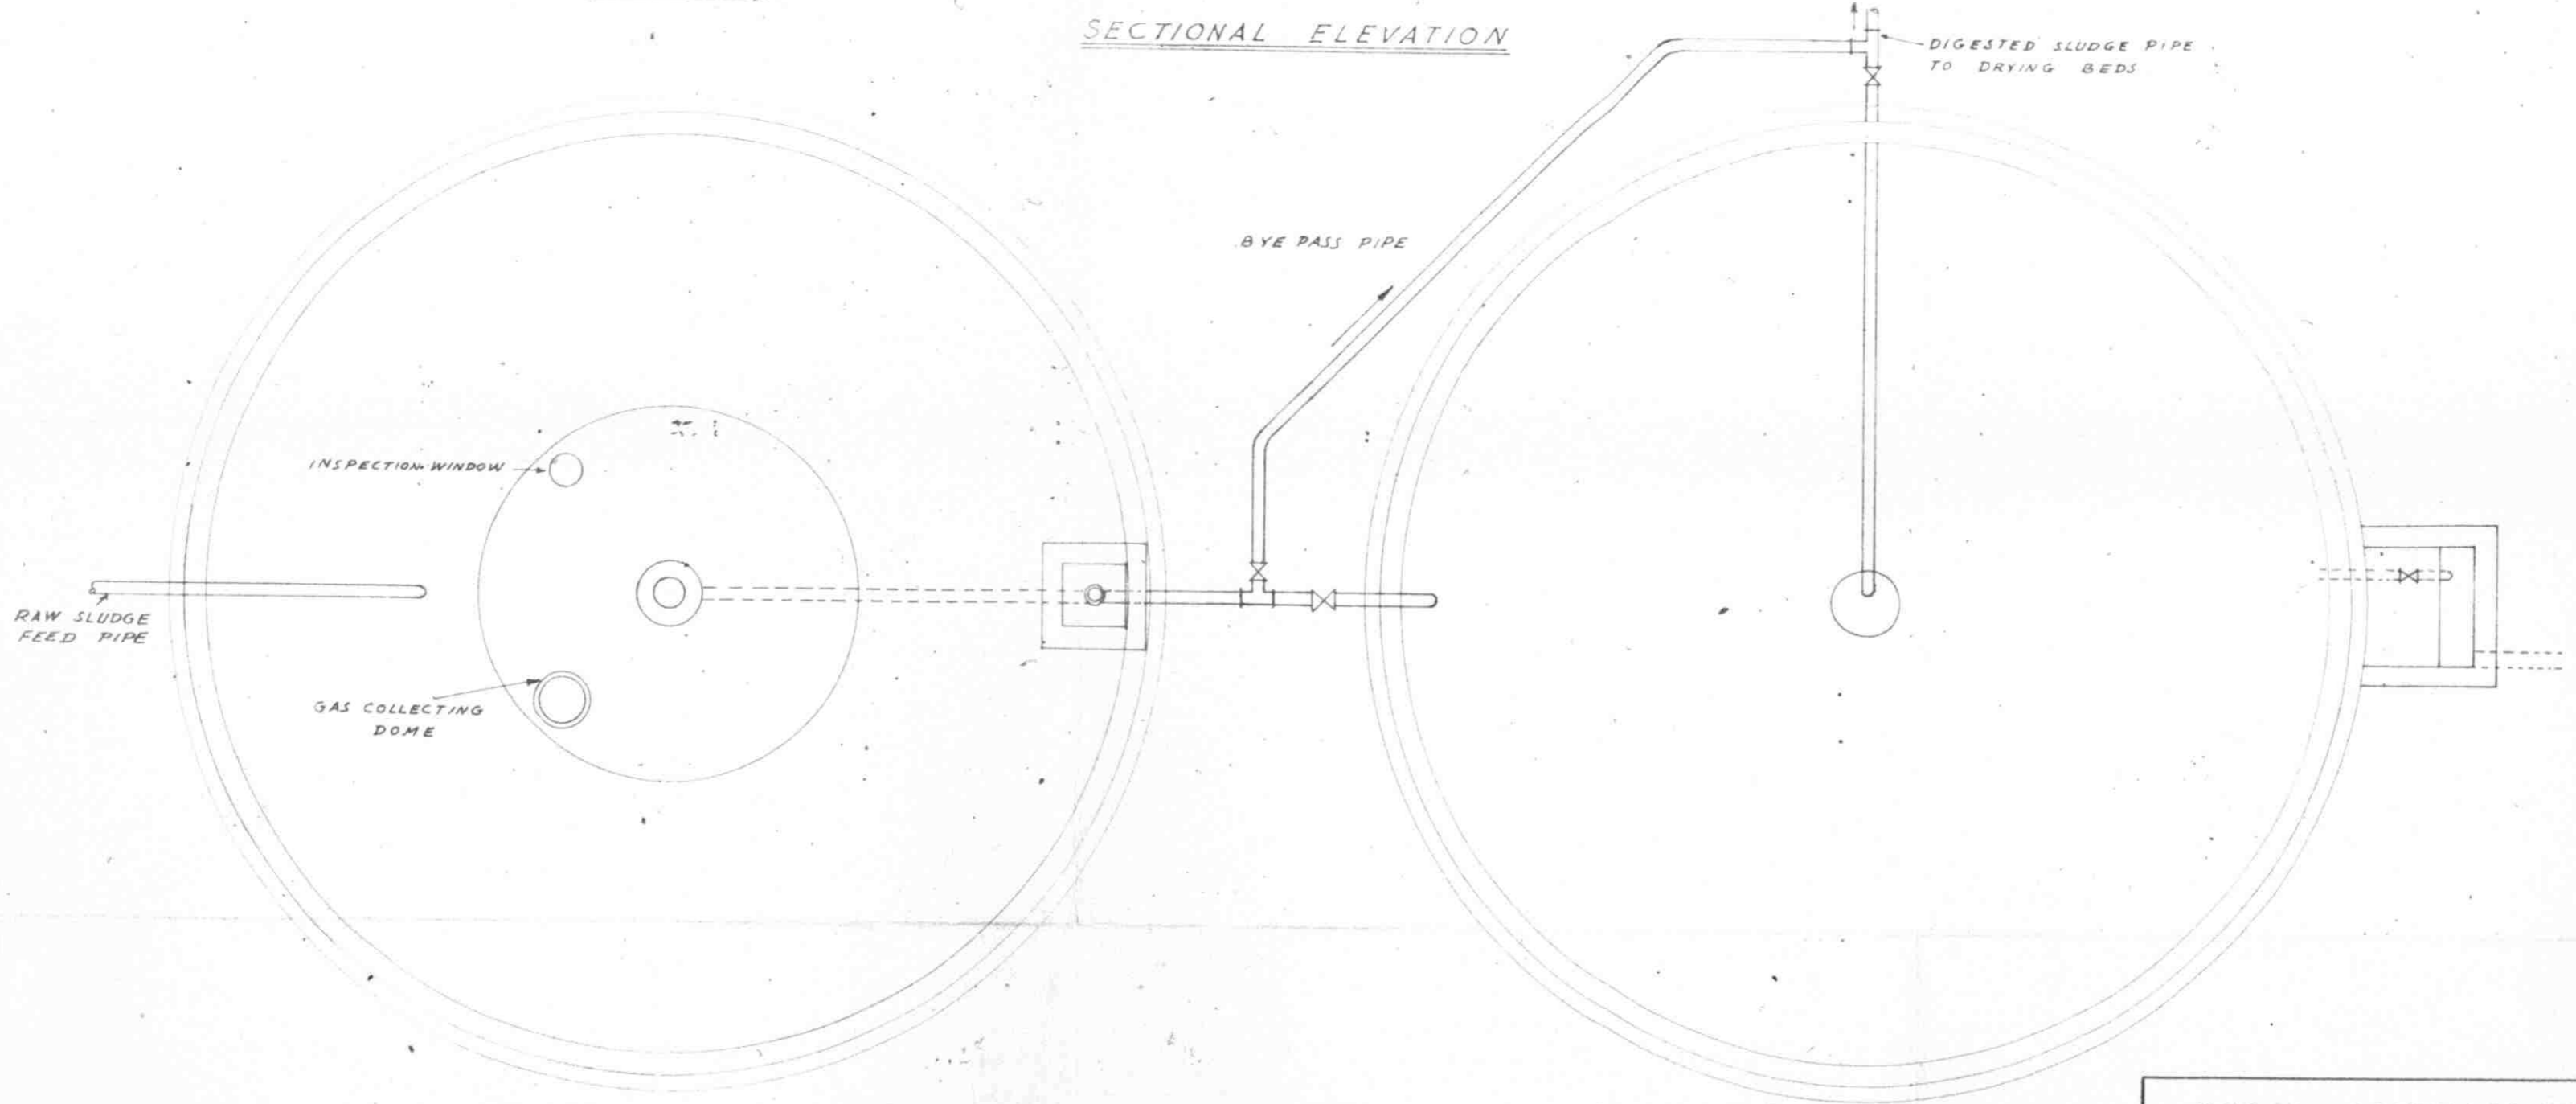 SECTIONAL ELEVATION
DIGESTED SLUDGE PIPE
TO DRYING BEDS
BYE PASS PIPE
INSPECTION WINDOW
RAW SLUDGE
FEED PIPE
GAS COLLECTING
DOME